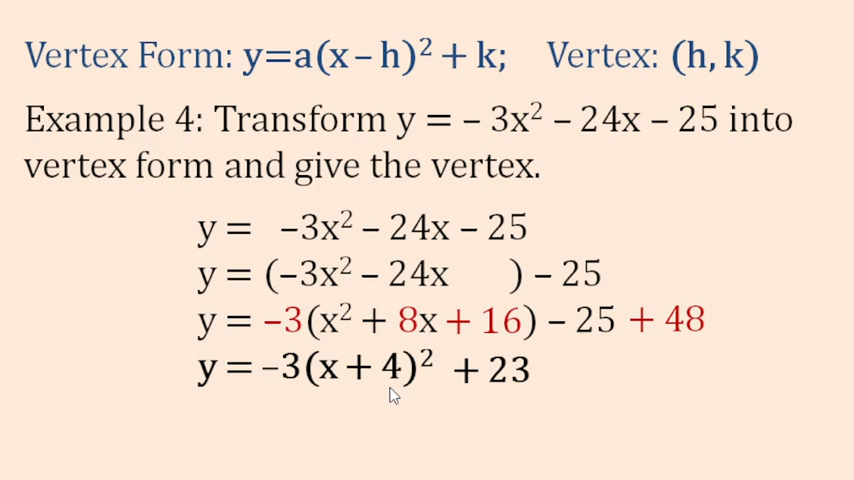 Vertex Form: y=a(x – h)² + k;   Vertex: (h, k)
Example 4: Transform y = – 3x² – 24x – 25 into
vertex form and give the vertex.
y =   –3x² – 24x – 25
y = (–3x² – 24x      ) – 25
y = –3(x² + 8x + 16) – 25 + 48
y = –3(x + 4)² + 23